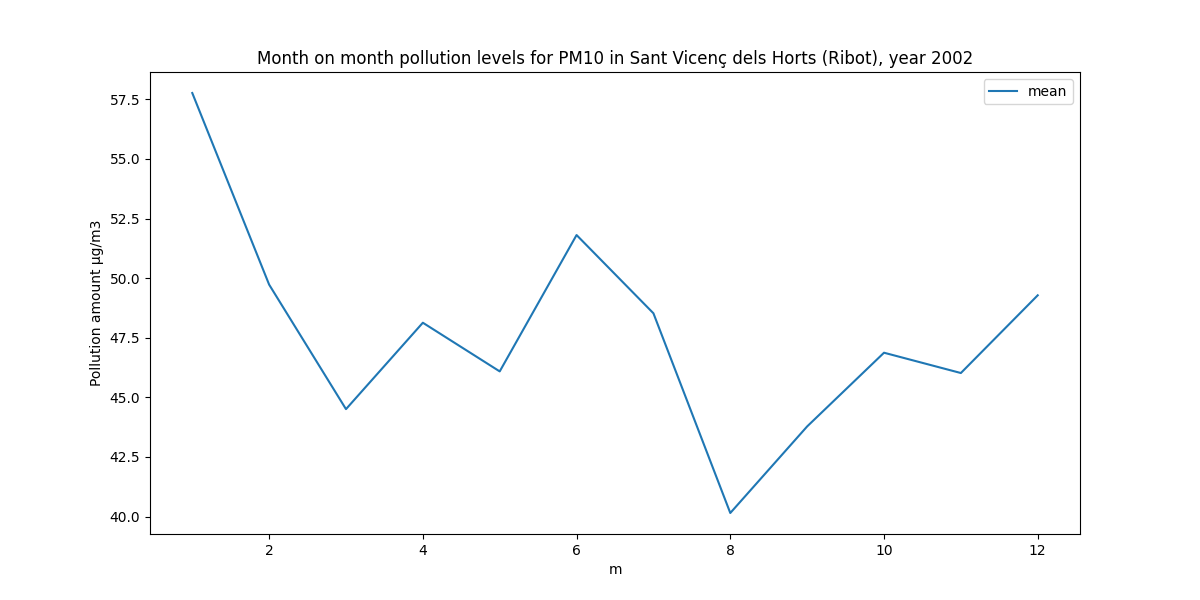 Month on month pollution levels for PM10 in Sant Vicenç dels Horts (Ribot), year 2002
mean
57.5
55.0
52.5
50.0
47.5
45.0
42.5
40.0
Pollution amount µg/m3
2 4 6 8 10 12
m